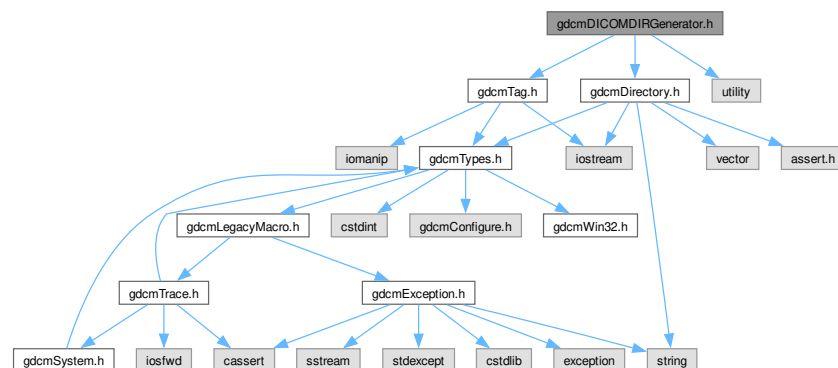 gdcmDICOMDIRGenerator.h
gdcmTag.h
gdcmDirectory.h
utility
iomanip
gdcmTypes.h
iostream
vector
assert.h
gdcmLegacyMacro.h
cstdint
gdcmConfigure.h
gdcmWin32.h
gdcmTrace.h
gdcmException.h
gdcmSystem.h
iosfwd
cassert
sstream
stdexcept
cstdlib
exception
string